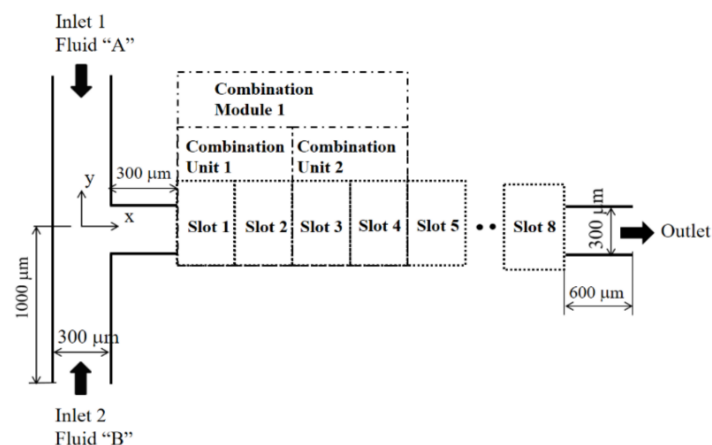 Inlet 1
Fluid “A”
Combination
Module 1
Combination
Unit 1
Combination
Unit 2
300 μm
y
x
Slot 1
Slot 2
Slot 3
Slot 4
Slot 5
Slot 8
300 μm
Outlet
1000 μm
600 μm
300 μm
Inlet 2
Fluid “B”